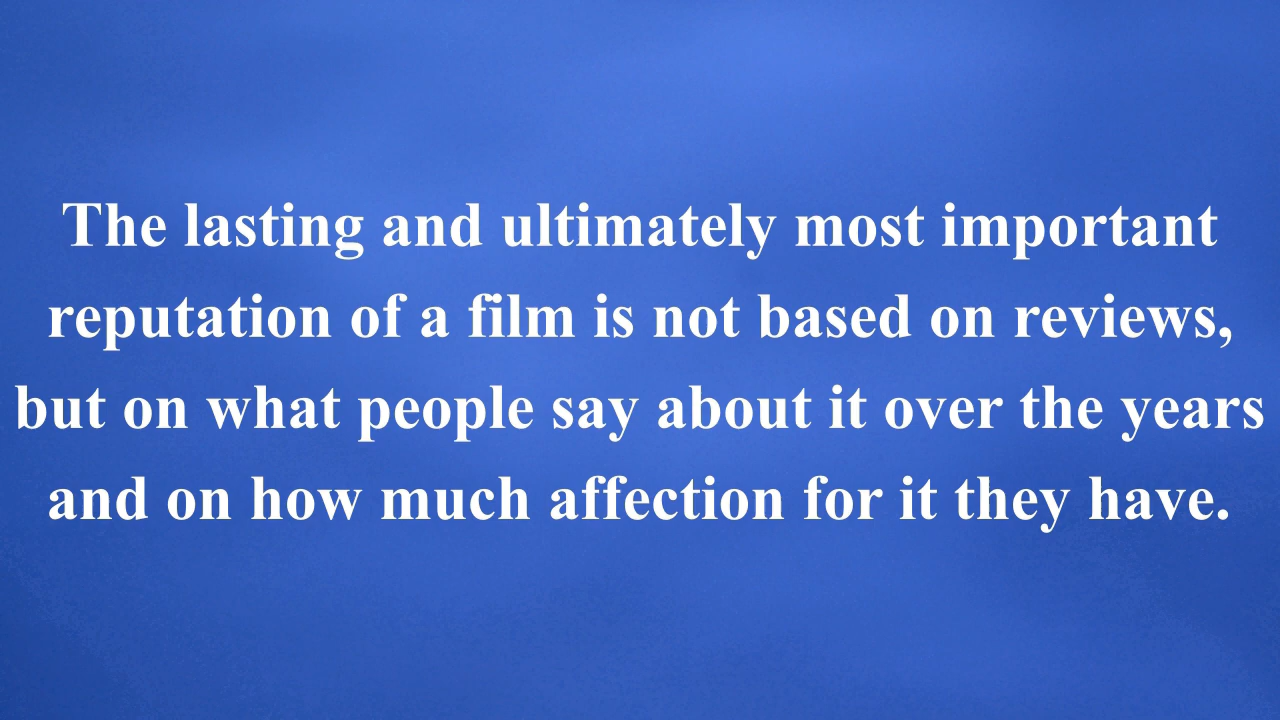 The lasting and ultimately most important
reputation of a film is not based on reviews,
but on what people say about it over the years
and on how much affection for it they have.